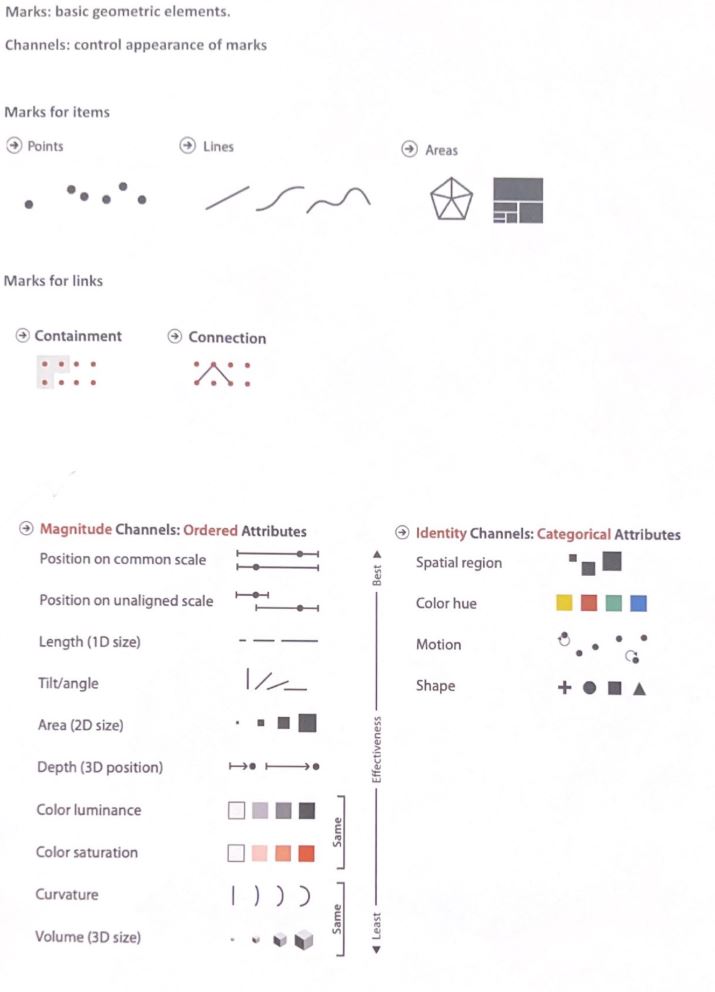 Marks: basic geometric elements.
Channels: control appearance of marks
Marks for items
Points
Lines
Areas
Marks for links
Containment
Connection
Magnitude Channels: Ordered Attributes
Position on common scale
Position on unaligned scale
Length (1D size)
Tilt/angle
Area (2D size)
Depth (3D position)
Color luminance
Color saturation
Curvature
Volume (3D size)
Same
Same
Best
Effectiveness
Least
Identity Channels: Categorical Attributes
Spatial region
Color hue
Motion
Shape